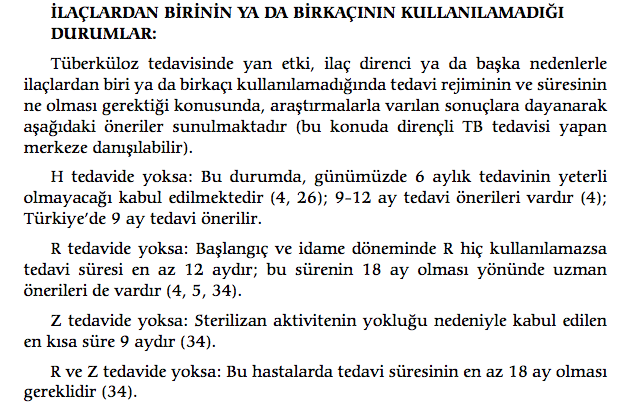 İLAÇLARDAN BİRİNİN YA DA BİRKAÇININ KULLANILAMADIĞI
DURUMLAR:
Tüberküloz tedavisinde yan etki, ilaç direnci ya da başka nedenlerle
ilaçlardan biri ya da birkaçı kullanılamadığında tedavi rejiminin ve süresinin
ne olması gerektiği konusunda, araştırmalarla varılan sonuçlara dayanarak
aşağıdaki öneriler sunulmaktadır (bu konuda dirençli TB tedavisi yapan
merkeze danışılabilir).
H tedavide yoksa: Bu durumda, günümüzde 6 aylık tedavinin yeterli
olmayacağı kabul edilmektedir (4, 26); 9–12 ay tedavi önerileri vardır (4);
Türkiye’de 9 ay tedavi önerilir.
R tedavide yoksa: Başlangıç ve idame döneminde R hiç kullanılamazsa
tedavi süresi en az 12 aydır; bu sürenin 18 ay olması yönünde uzman
önerileri de vardır (4, 5, 34).
Z tedavide yoksa: Sterilizan aktivitenin yokluğu nedeniyle kabul edilen
en kısa süre 9 aydır (34).
R ve Z tedavide yoksa: Bu hastalarda tedavi süresinin en az 18 ay olması
gereklidir (34).